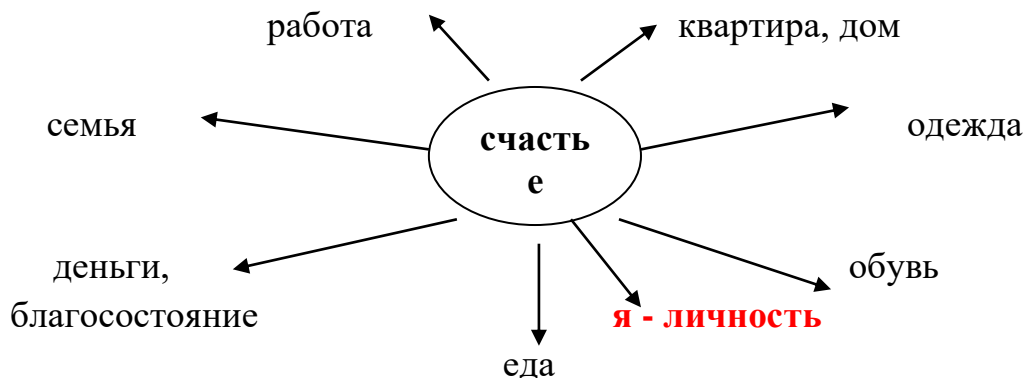 работа
квартира, дом
семья
счасть
е
одежда
деньги,
благосостояние
обувь
я - личность
еда